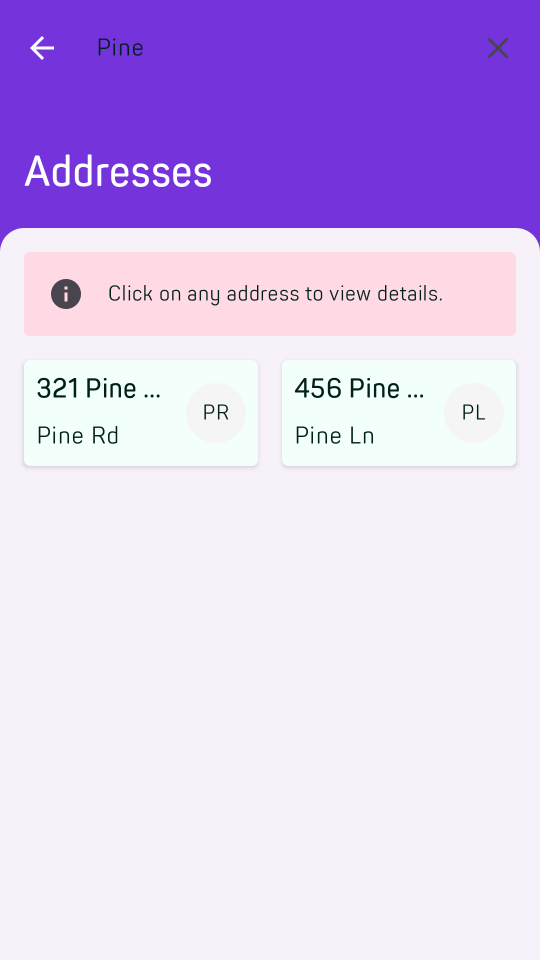 Pine
Addresses
Click on any address to view details.
321 Pine ...
Pine Rd
PR
456 Pine ...
Pine Ln
PL